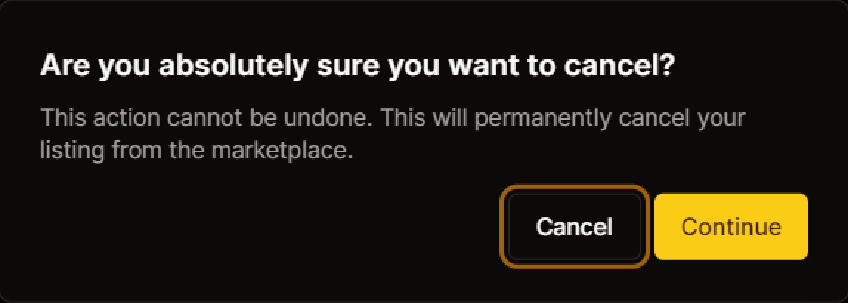 Are you absolutely sure you want to cancel?
This action cannot be undone. This will permanently cancel your
listing from the marketplace.
Cancel Continue